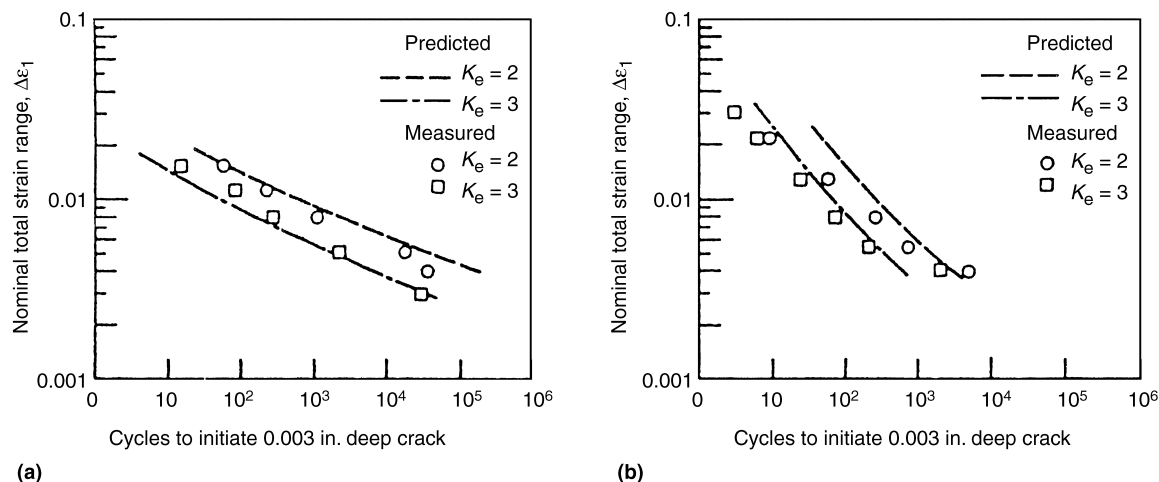 0.1
0.01
0.001
Nominal total strain range, Δε1
Predicted
Ke = 2
Ke = 3
Measured
Ke = 2
Ke = 3
0 10 10² 10³ 10⁴ 10⁵ 10⁶
Cycles to initiate 0.003 in. deep crack
(a)
0.1
0.01
0.001
Nominal total strain range, Δε1
Predicted
Ke = 2
Ke = 3
Measured
Ke = 2
Ke = 3
0 10 10² 10³ 10⁴ 10⁵ 10⁶
Cycles to initiate 0.003 in. deep crack
(b)